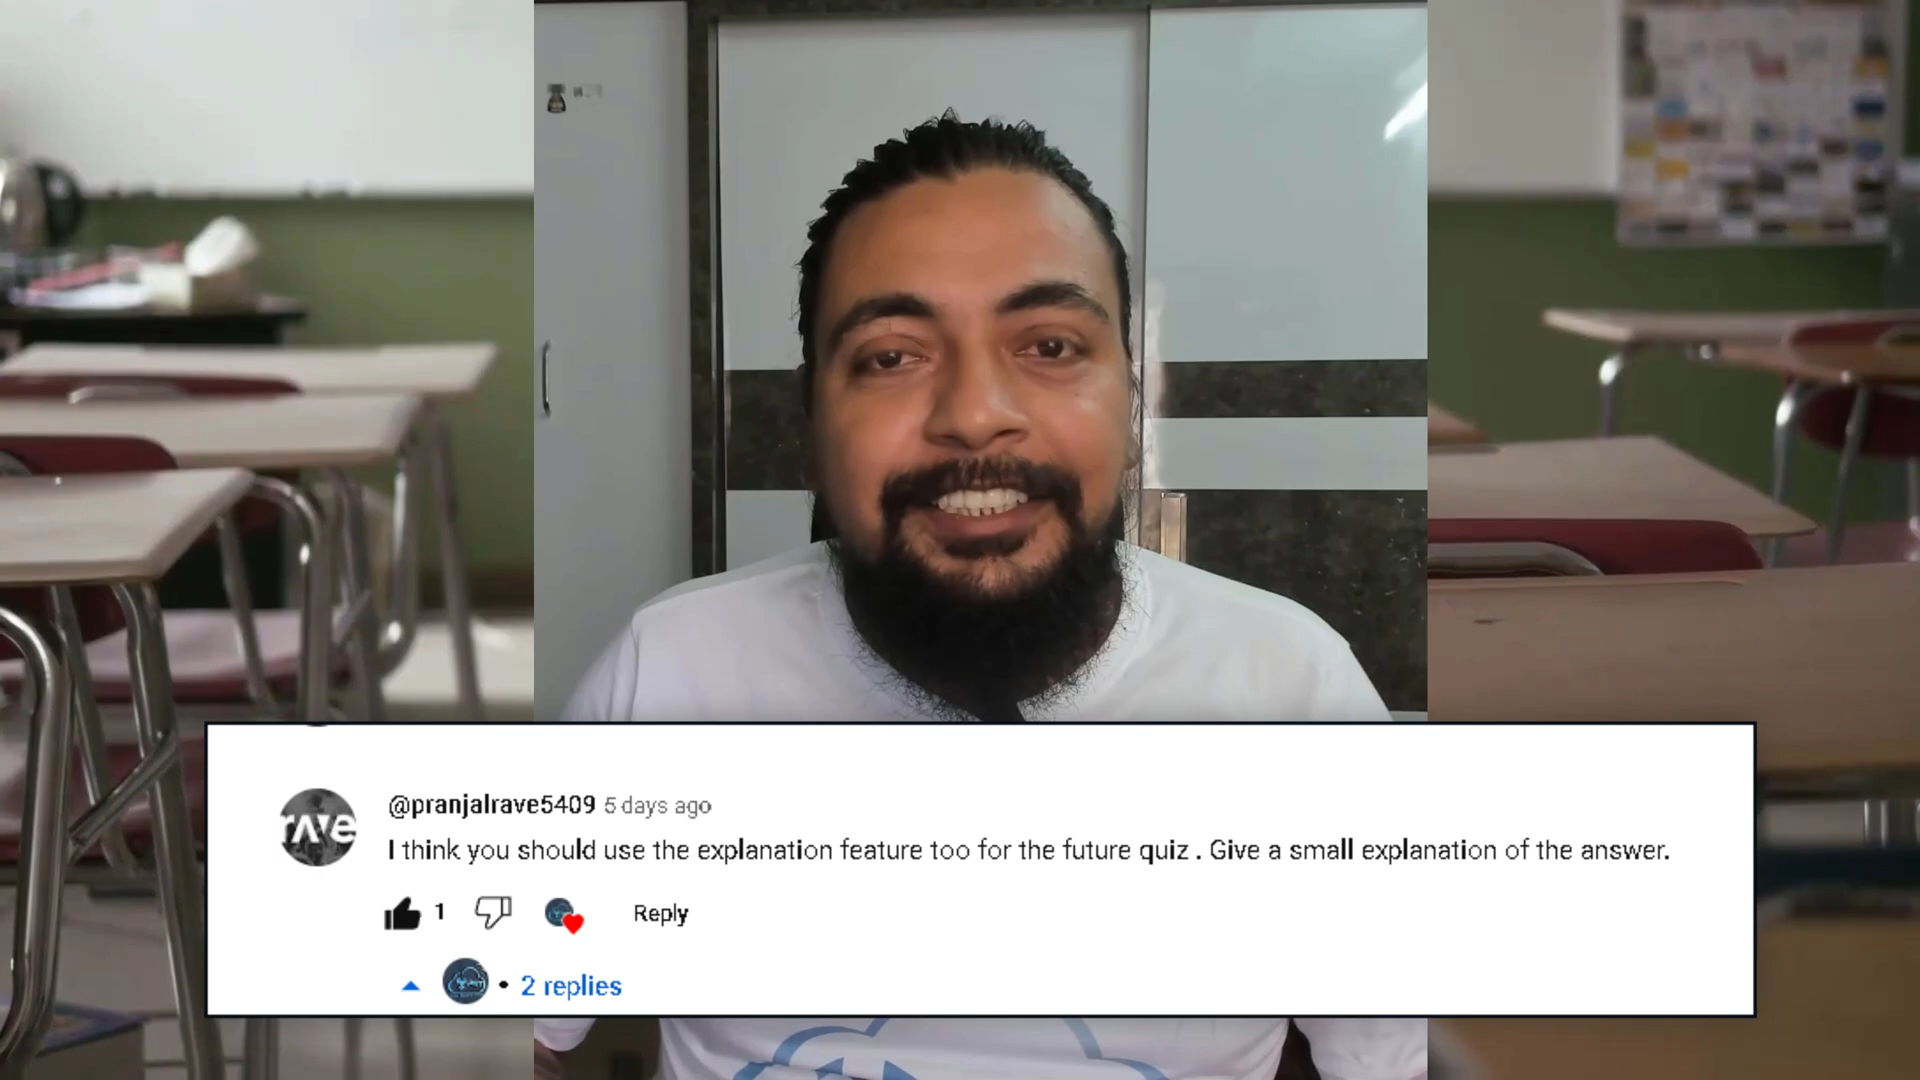 rave
@pranjalrave5409 5 days ago
I think you should use the explanation feature too for the future quiz . Give a small explanation of the answer.
1
Reply
• 2 replies